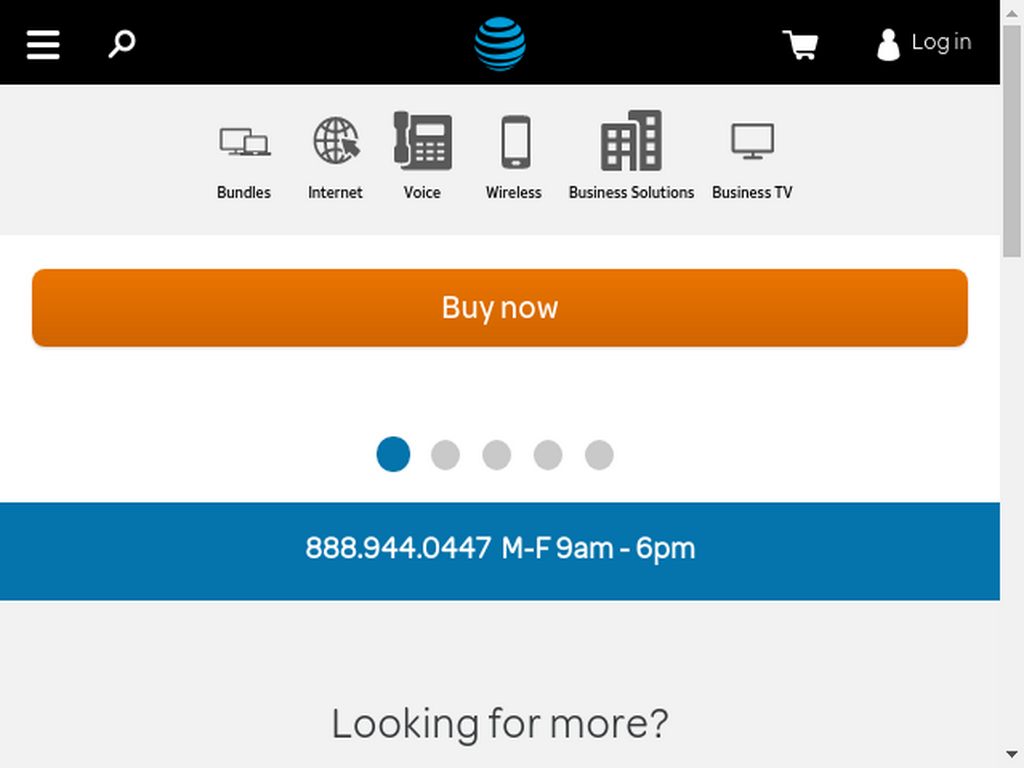 Log in
Bundles Internet Voice Wireless Business Solutions Business TV
Buy now
888.944.0447 M-F 9am - 6pm
Looking for more?